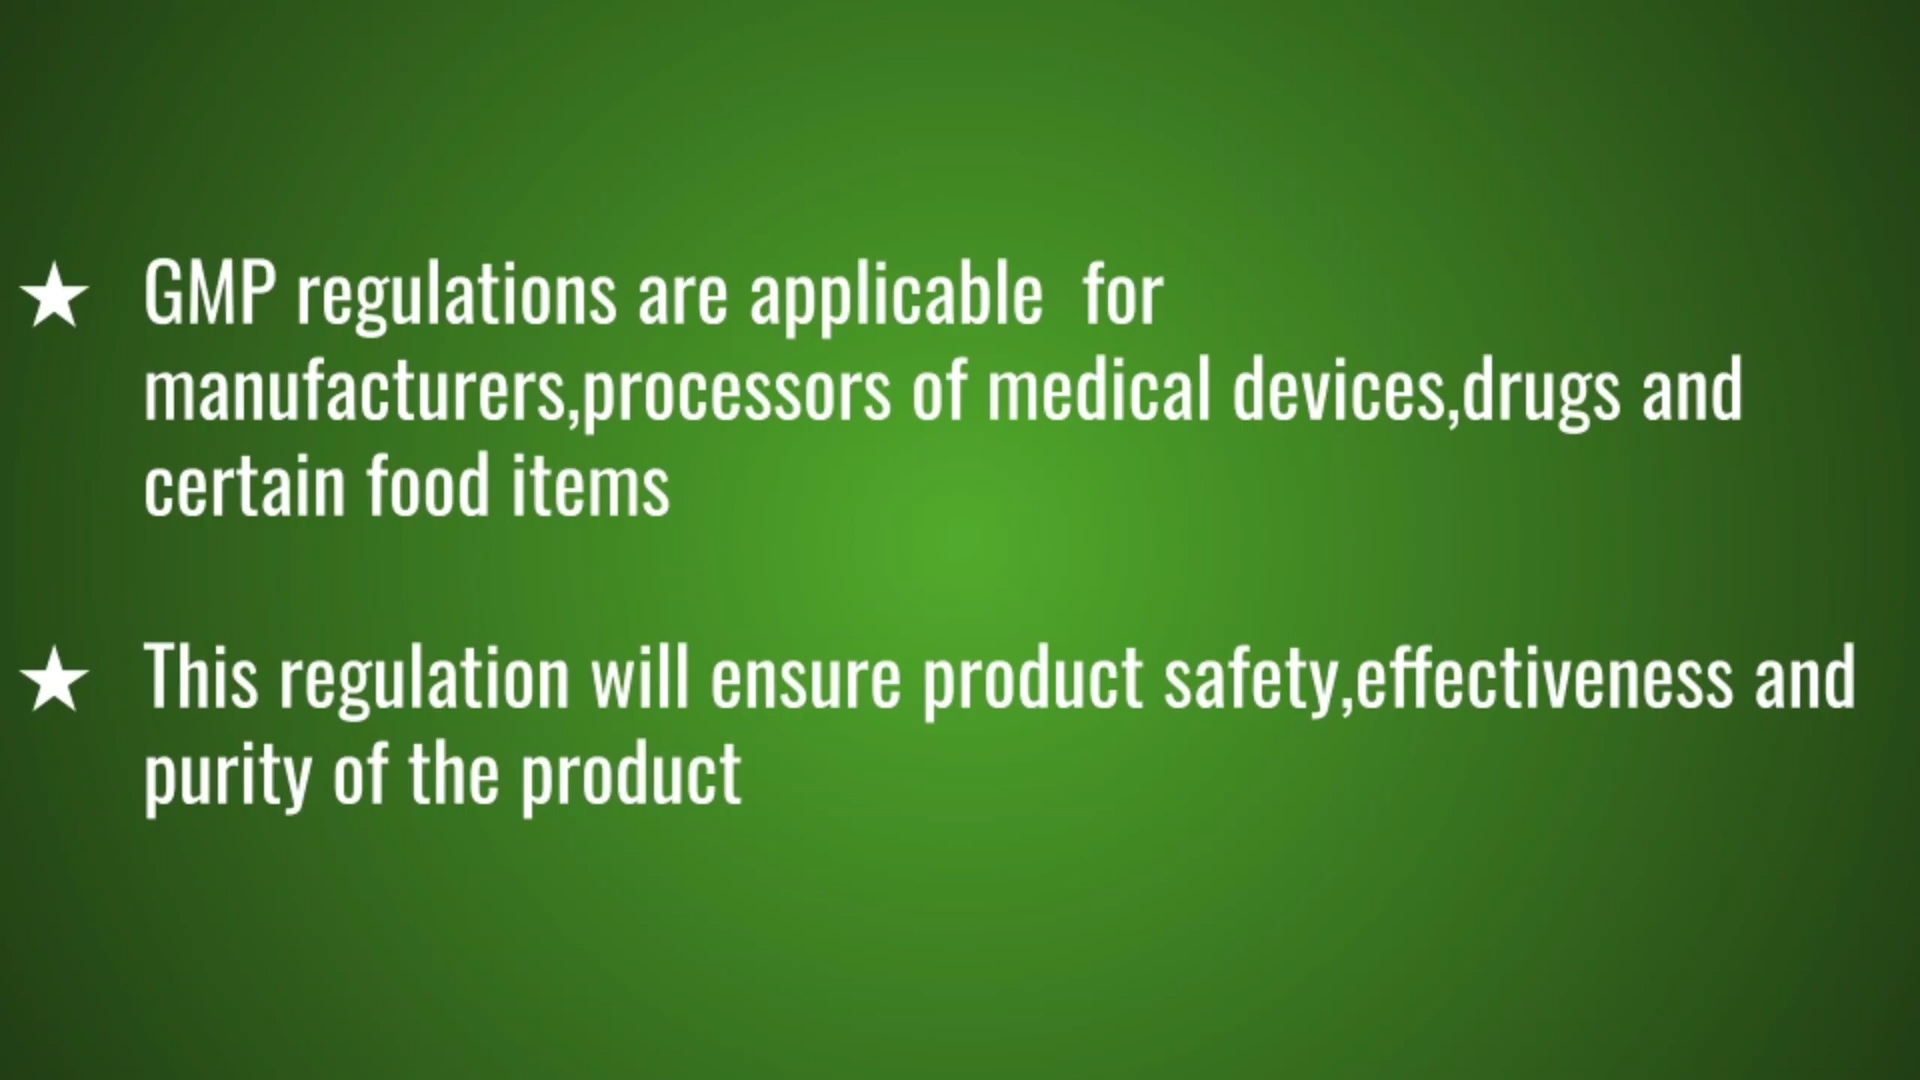 ★ GMP regulations are applicable  for
manufacturers,processors of medical devices,drugs and
certain food items
★ This regulation will ensure product safety,effectiveness and
purity of the product